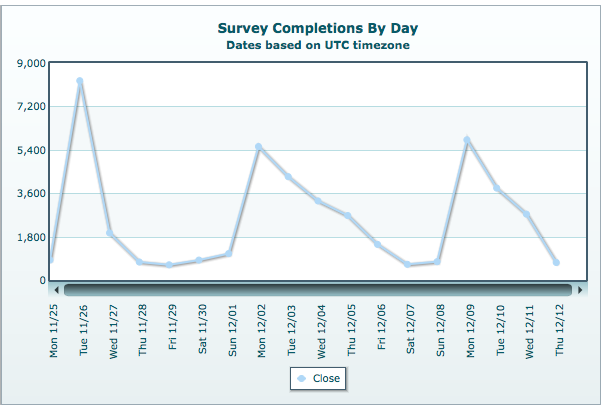 Survey Completions By Day
Dates based on UTC timezone
9,000
7,200
5,400
3,600
1,800
0
Mon 11/25
Tue 11/26
Wed 11/27
Thu 11/28
Fri 11/29
Sat 11/30
Sun 12/01
Mon 12/02
Tue 12/03
Wed 12/04
Thu 12/05
Fri 12/06
Sat 12/07
Sun 12/08
Mon 12/09
Tue 12/10
Wed 12/11
Thu 12/12
Close